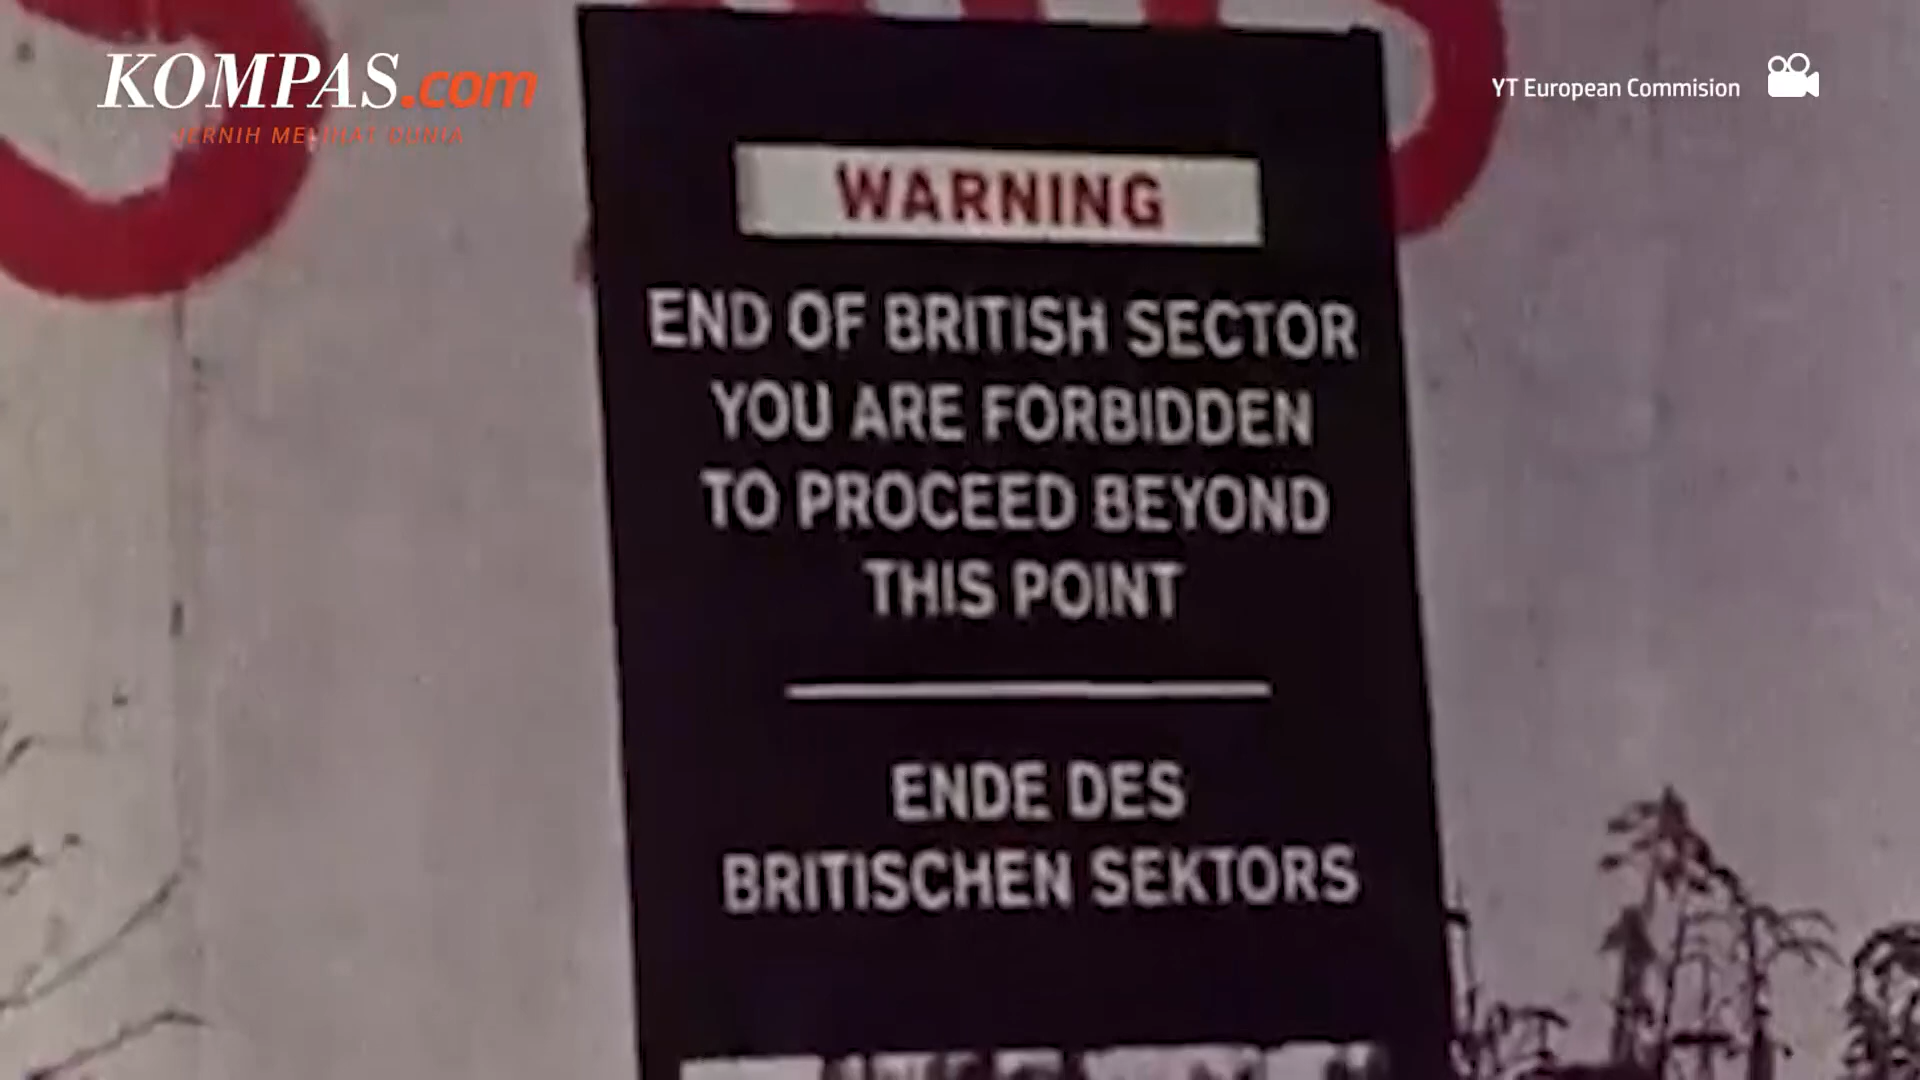 KOMPAS.com
JERNIH MELIHAT DUNIA
YT European Commision
WARNING
END OF BRITISH SECTOR
YOU ARE FORBIDDEN
TO PROCEED BEYOND
THIS POINT
ENDE DES
BRITISCHEN SEKTORS